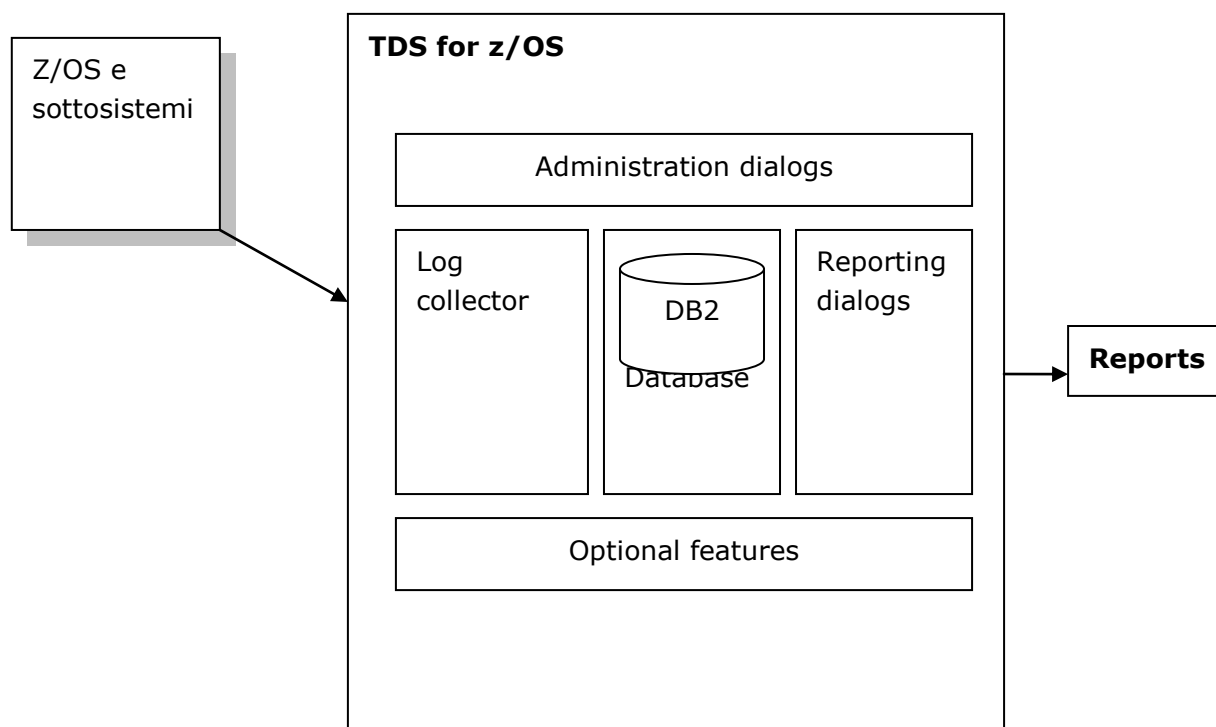 TDS for z/OS
Z/OS e
sottosistemi
Administration dialogs
Log
collector
DB2
Database
Reporting
dialogs
Reports
Optional features